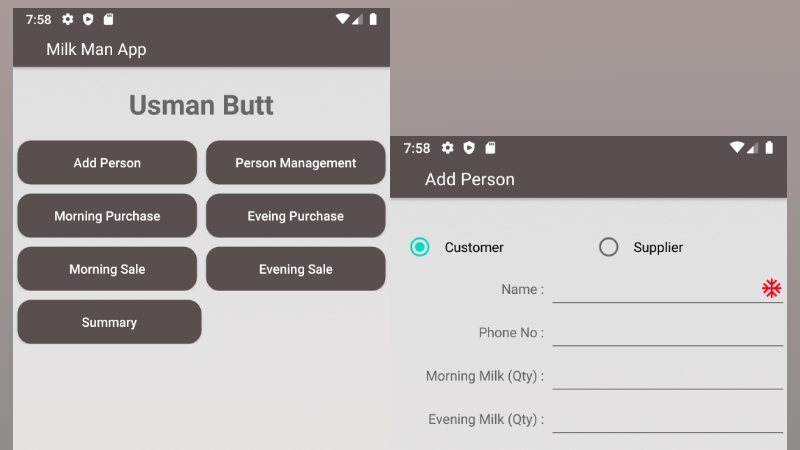 7:58
Milk Man App
Usman Butt
Add Person
Person Management
Morning Purchase
Eveing Purchase
Morning Sale
Evening Sale
Summary
7:58
Add Person
Customer
Supplier
Name :
Phone No :
Morning Milk (Qty) :
Evening Milk (Qty) :